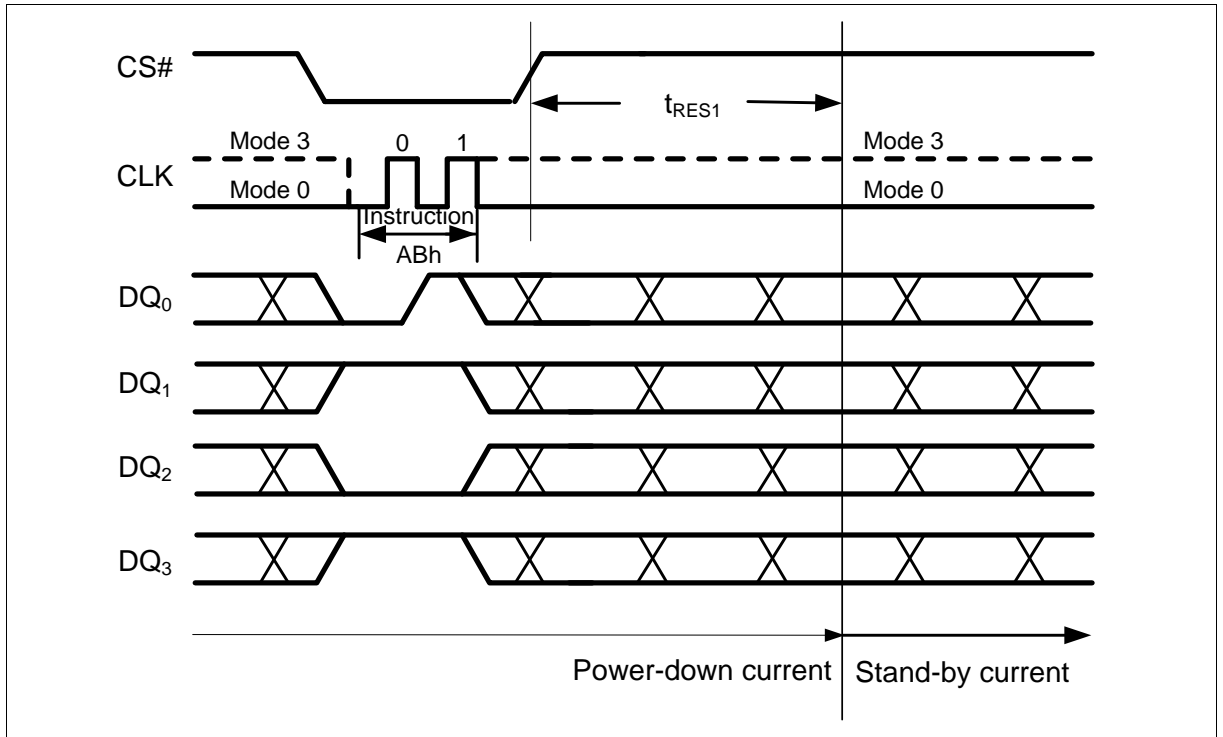 CS#
tRES1
Mode 3 0 1 Mode 3
CLK
Mode 0 Mode 0
Instruction
ABh
DQ0
DQ1
DQ2
DQ3
Power-down current Stand-by current